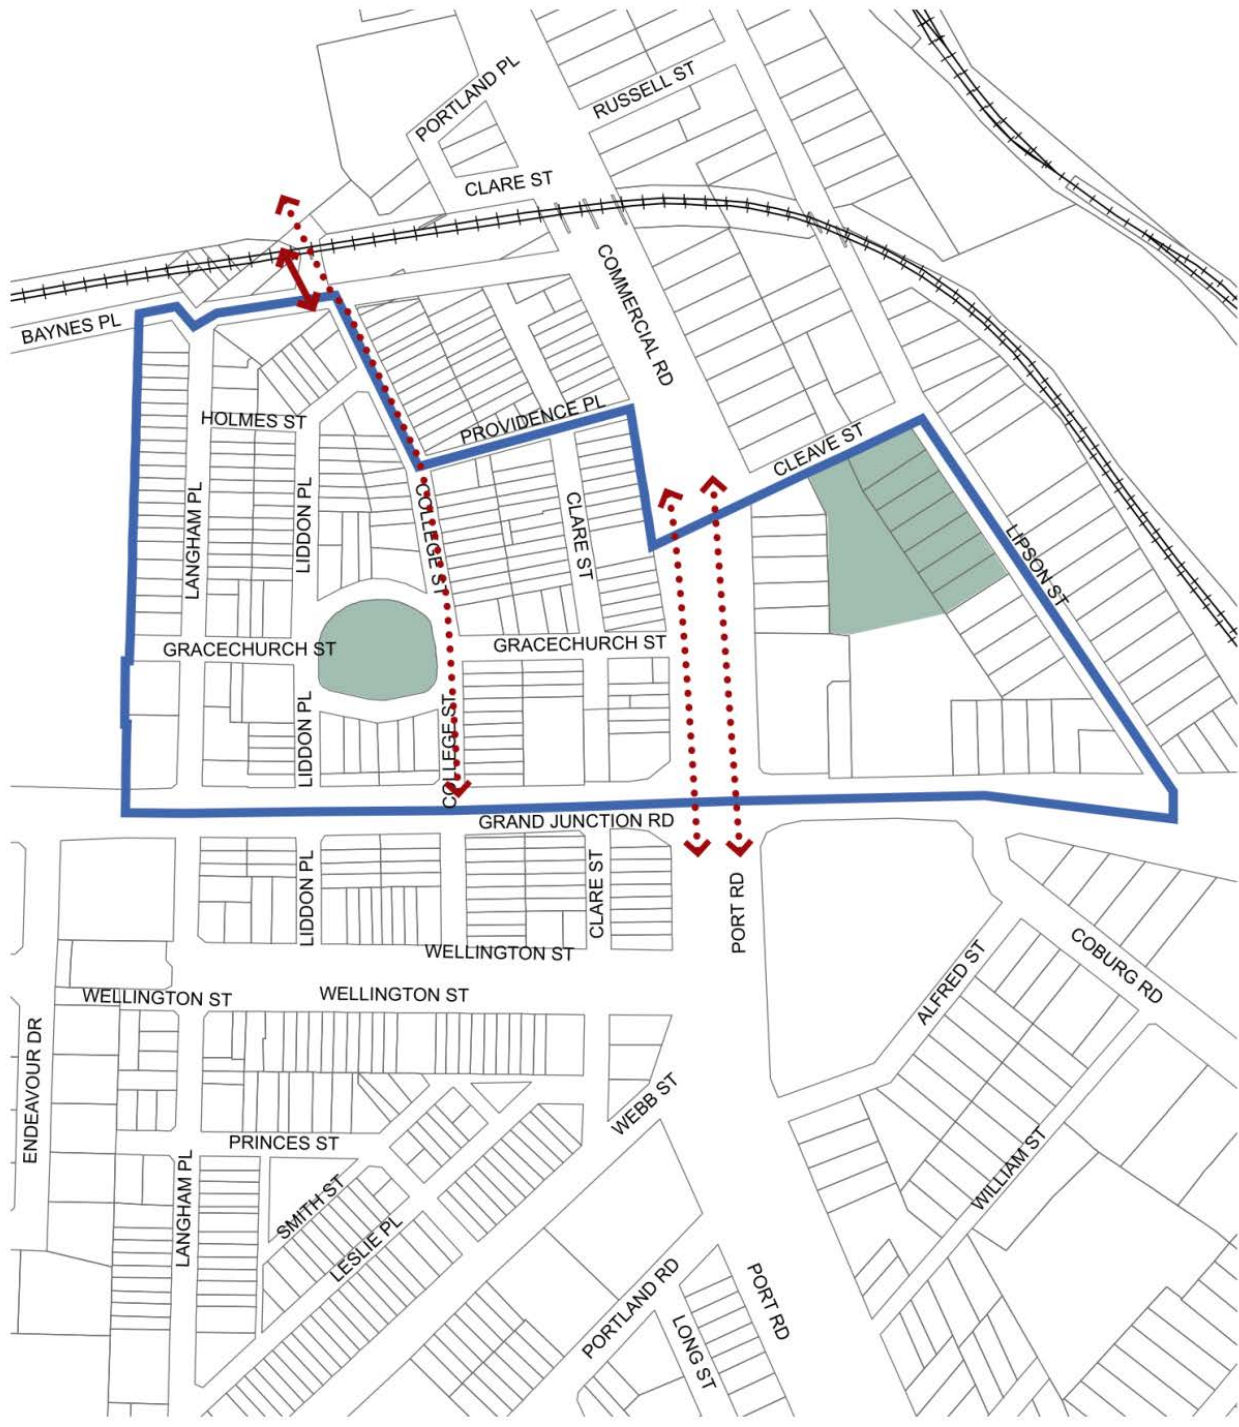 PORTLAND PL
RUSSELL ST
CLARE ST
COMMERCIAL RD
BAYNES PL
HOLMES ST
PROVIDENCE PL
CLEAVE ST
LANGHAM PL
LIDDON PL
COLLEGE ST
CLARE ST
LIPSON ST
GRACECHURCH ST
GRACECHURCH ST
LIDDON PL
COLLEGE ST
GRAND JUNCTION RD
LIDDON PL
CLARE ST
PORT RD
WELLINGTON ST
COBURG RD
ALFRED ST
WELLINGTON ST
WELLINGTON ST
ENDEAVOUR DR
WEBB ST
PRINCES ST
WILLIAM ST
LANGHAM PL
SMITH ST
LESLIE PL
PORTLAND RD
PORT RD
LONG ST